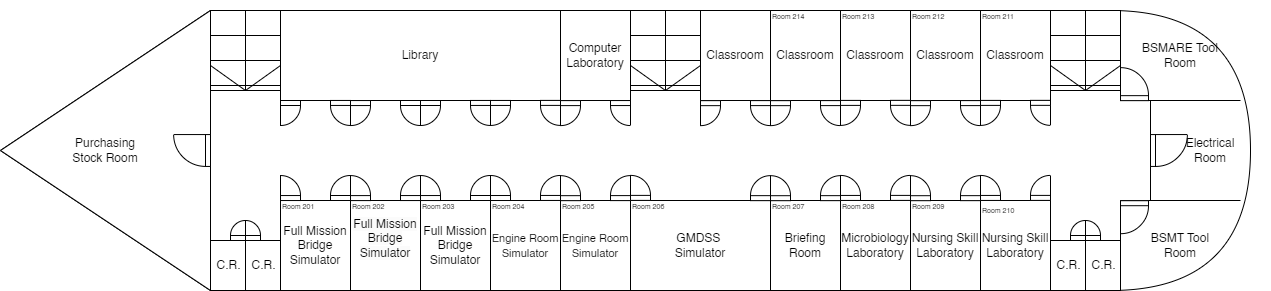 Room 214
Room 213
Room 212
Room 211
Library
Computer
Laboratory
Classroom
Classroom
Classroom
Classroom
Classroom
BSMARE Tool
Room
Purchasing
Stock Room
Electrical
Room
Room 201
Full Mission
Bridge
Simulator
Room 202
Full Mission
Bridge
Simulator
Room 203
Full Mission
Bridge
Simulator
Room 204
Engine Room
Simulator
Room 205
Engine Room
Simulator
Room 206
GMDSS
Simulator
Room 207
Briefing
Room
Room 208
Microbiology
Laboratory
Room 209
Nursing Skill
Laboratory
Room 210
Nursing Skill
Laboratory
BSMT Tool
Room
C.R.
C.R.
C.R.
C.R.